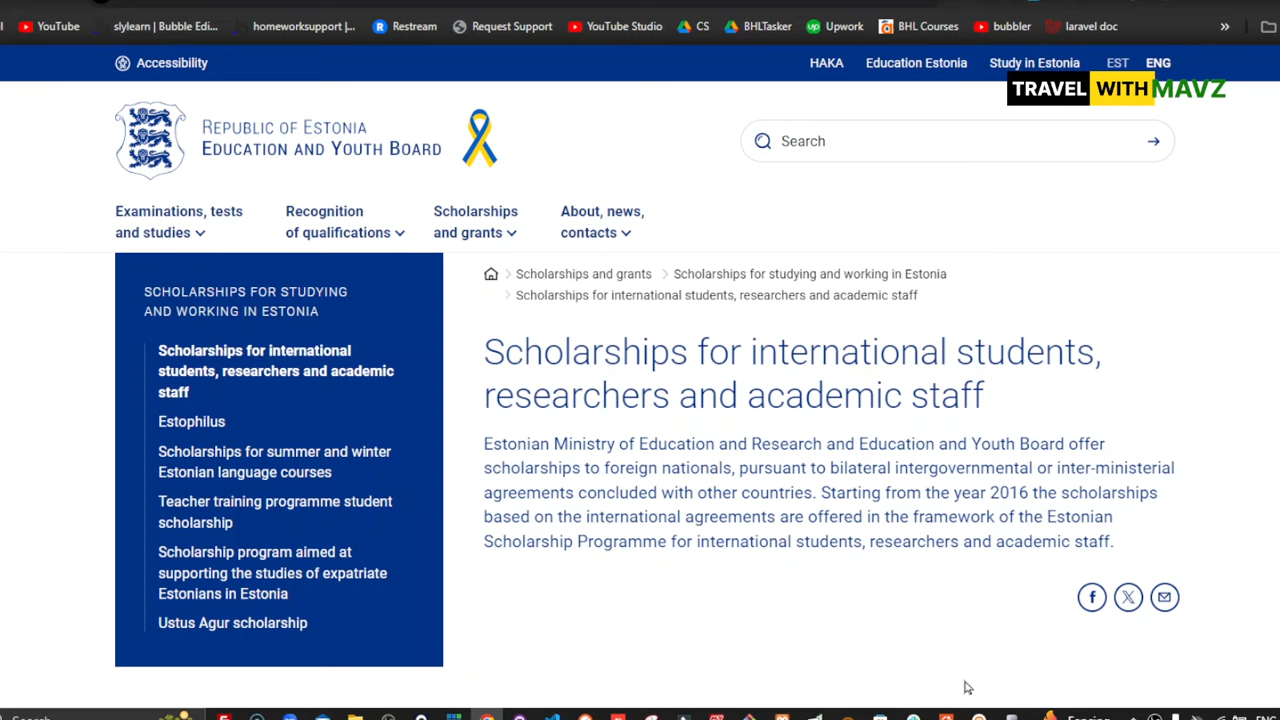 YouTube
slylearn | Bubble Edi...
homeworksupport |...
Restream
Request Support
YouTube Studio
CS
BHLTasker
Upwork
BHL Courses
bubbler
laravel doc
»
Accessibility
HAKA
Education Estonia
Study in Estonia
EST
ENG
TRAVEL WITH MAVZ
REPUBLIC OF ESTONIA
EDUCATION AND YOUTH BOARD
Search
Examinations, tests
and studies
Recognition
of qualifications
Scholarships
and grants
About, news,
contacts
SCHOLARSHIPS FOR STUDYING
AND WORKING IN ESTONIA
Scholarships for international
students, researchers and academic
staff
Estophilus
Scholarships for summer and winter
Estonian language courses
Teacher training programme student
scholarship
Scholarship program aimed at
supporting the studies of expatriate
Estonians in Estonia
Ustus Agur scholarship
Scholarships and grants
Scholarships for studying and working in Estonia
Scholarships for international students, researchers and academic staff
Scholarships for international students,
researchers and academic staff
Estonian Ministry of Education and Research and Education and Youth Board offer
scholarships to foreign nationals, pursuant to bilateral intergovernmental or inter-ministerial
agreements concluded with other countries. Starting from the year 2016 the scholarships
based on the international agreements are offered in the framework of the Estonian
Scholarship Programme for international students, researchers and academic staff.